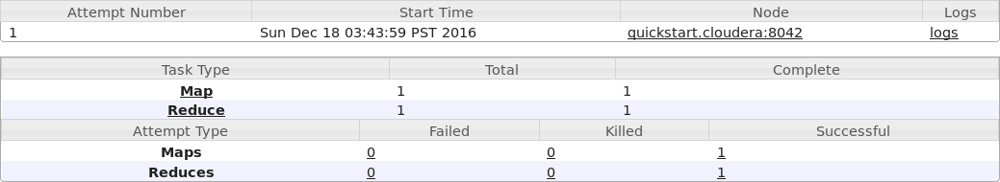 Attempt Number Start Time Node Logs
1 Sun Dec 18 03:43:59 PST 2016 quickstart.cloudera:8042 logs
Task Type Total Complete
Map 1 1
Reduce 1 1
Attempt Type Failed Killed Successful
Maps 0 0 1
Reduces 0 0 1